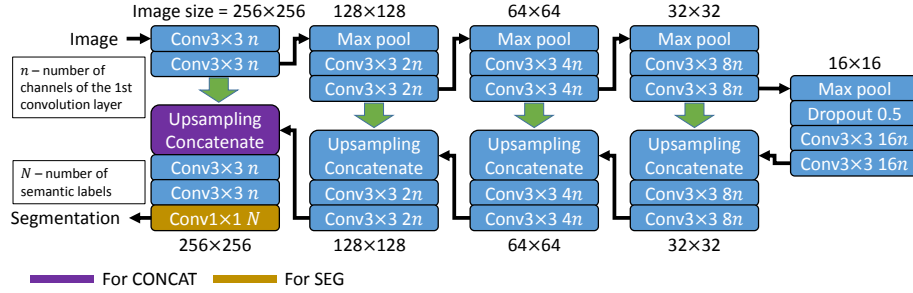 Image size = 256×256
128×128
64×64
32×32
Image
Conv3×3 n
Conv3×3 n
Max pool
Conv3×3 2n
Conv3×3 2n
Max pool
Conv3×3 4n
Conv3×3 4n
Max pool
Conv3×3 8n
Conv3×3 8n
16×16
Max pool
Dropout 0.5
Conv3×3 16n
Conv3×3 16n
n – number of
channels of the 1st
convolution layer
Upsampling
Concatenate
Conv3×3 n
Conv3×3 n
Conv1×1 N
Upsampling
Concatenate
Conv3×3 2n
Conv3×3 2n
Upsampling
Concatenate
Conv3×3 4n
Conv3×3 4n
Upsampling
Concatenate
Conv3×3 8n
Conv3×3 8n
N – number of
semantic labels
Segmentation
256×256
128×128
64×64
32×32
For CONCAT
For SEG